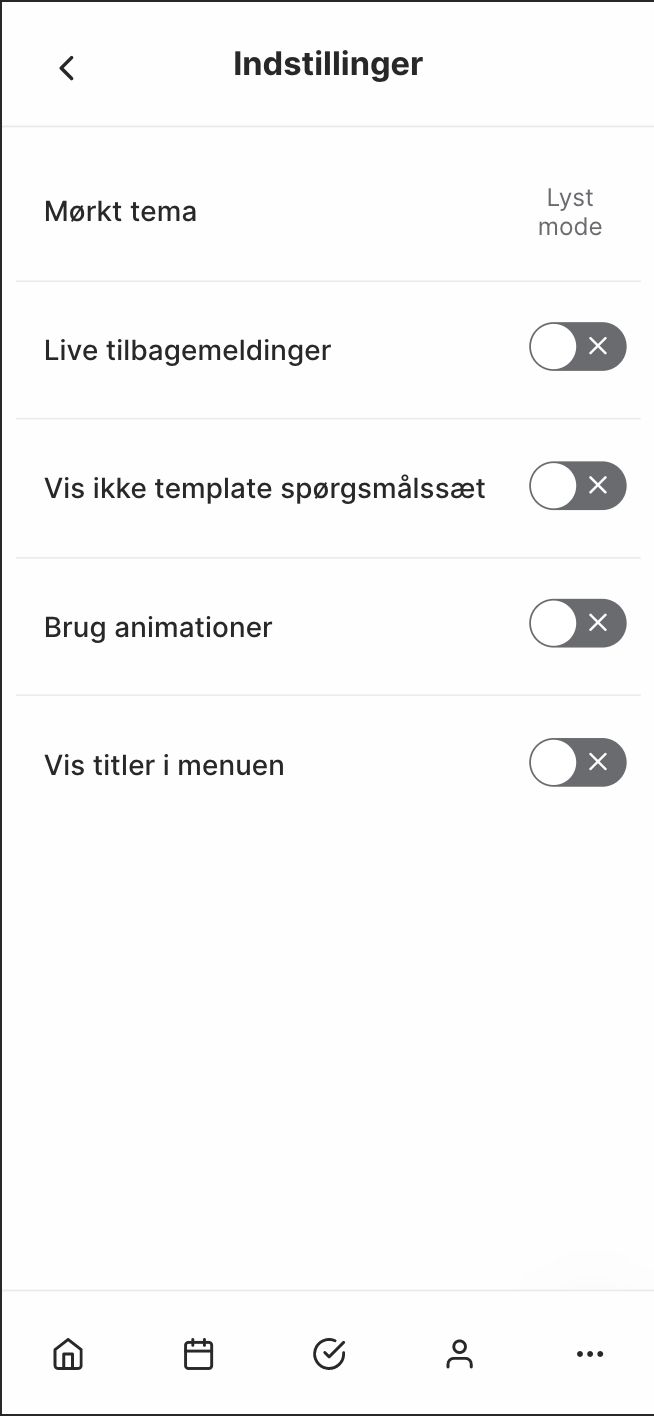 Indstillinger
Mørkt tema
Lyst
mode
Live tilbagemeldinger
Vis ikke template spørgsmålssæt
Brug animationer
Vis titler i menuen